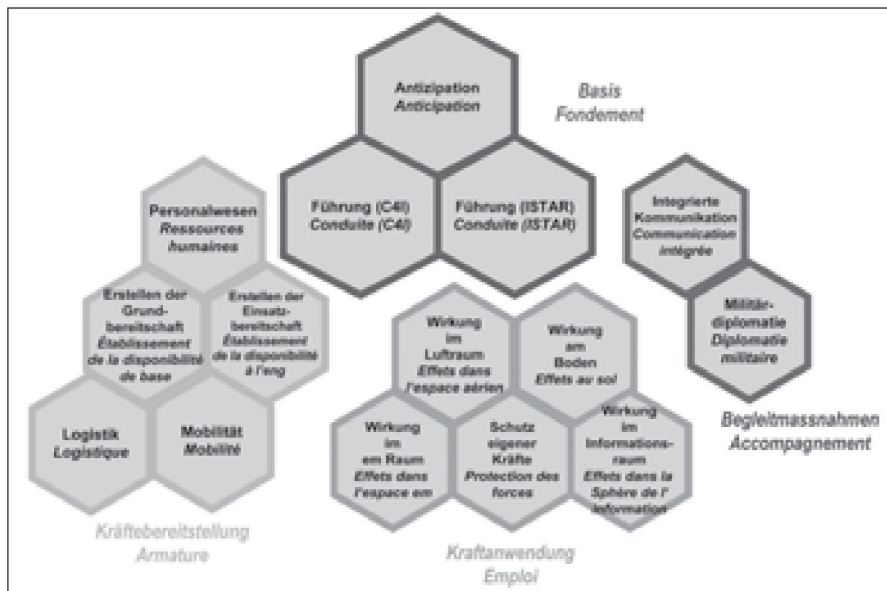 Antizipation
Anticipation
Basis
Fondement
Führung (C4I)
Conduite (C4I)
Führung (ISTAR)
Conduite (ISTAR)
Personalwesen
Ressources
humaines
Erstellen der
Grund-
bereitschaft
Établissement
de la disponibilité
de base
Erstellen der
Einsatz-
bereitschaft
Établissement
de la disponibilité
à l'eng
Logistik
Logistique
Mobilität
Mobilité
Kräftebereitstellung
Armature
Wirkung
im
Luftraum
Effets dans
l'espace aérien
Wirkung
am
Boden
Effets au sol
Wirkung
im
em Raum
Effets dans
l'espace em
Schutz
eigener
Kräfte
Protection des
forces
Wirkung
im
Informations-
raum
Effets dans la
Sphère de l'
information
Kraftanwendung
Emploi
Integrierte
Kommunikation
Communication
intégrée
Militär-
diplomatie
Diplomatie
militaire
Begleitmassnahmen
Accompagnement